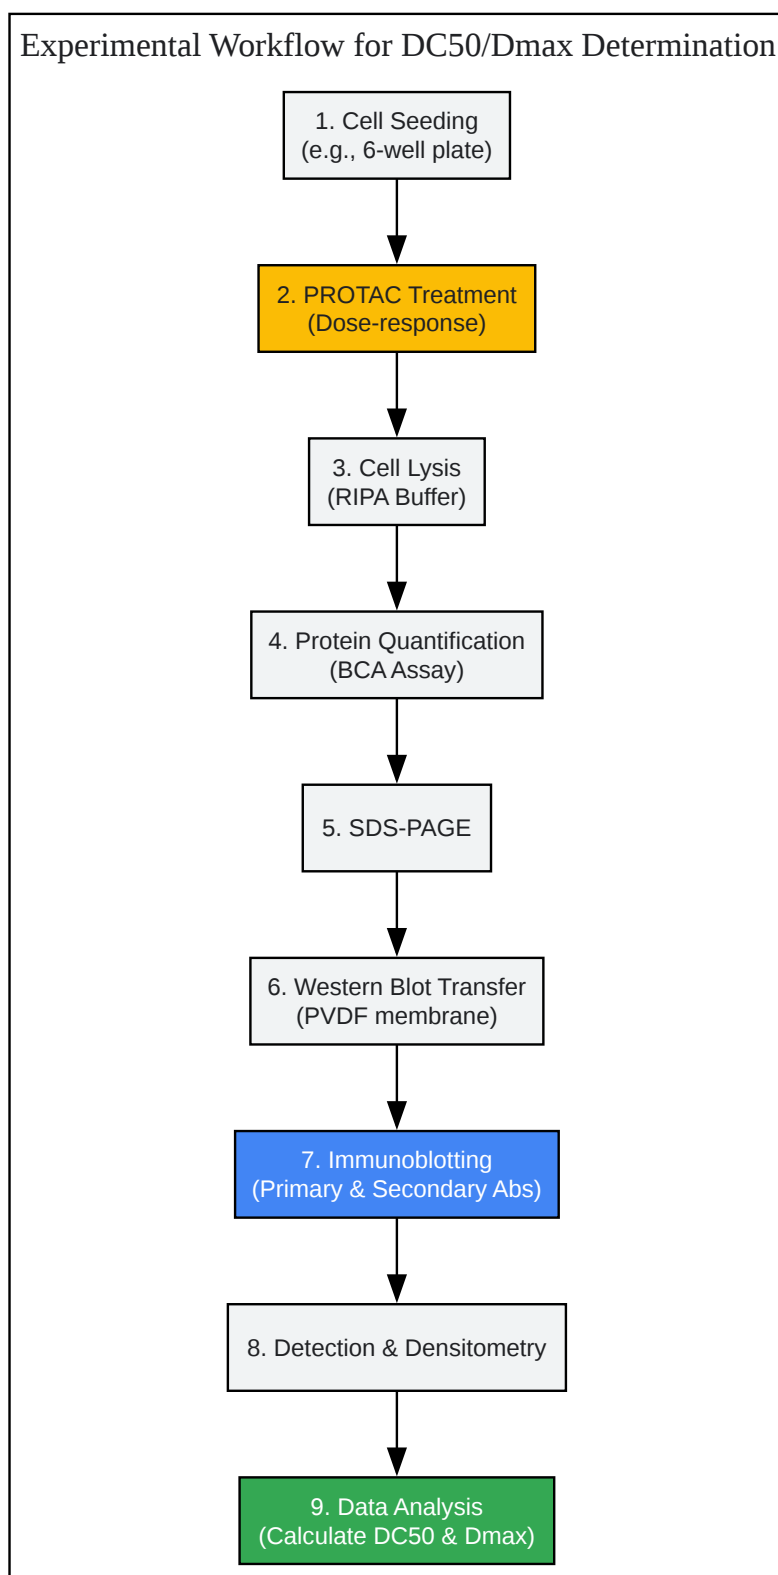 Experimental Workflow for DC50/Dmax Determination
1. Cell Seeding
(e.g., 6-well plate)
2. PROTAC Treatment
(Dose-response)
3. Cell Lysis
(RIPA Buffer)
4. Protein Quantification
(BCA Assay)
5. SDS-PAGE
6. Western Blot Transfer
(PVDF membrane)
7. Immunoblotting
(Primary & Secondary Abs)
8. Detection & Densitometry
9. Data Analysis
(Calculate DC50 & Dmax)